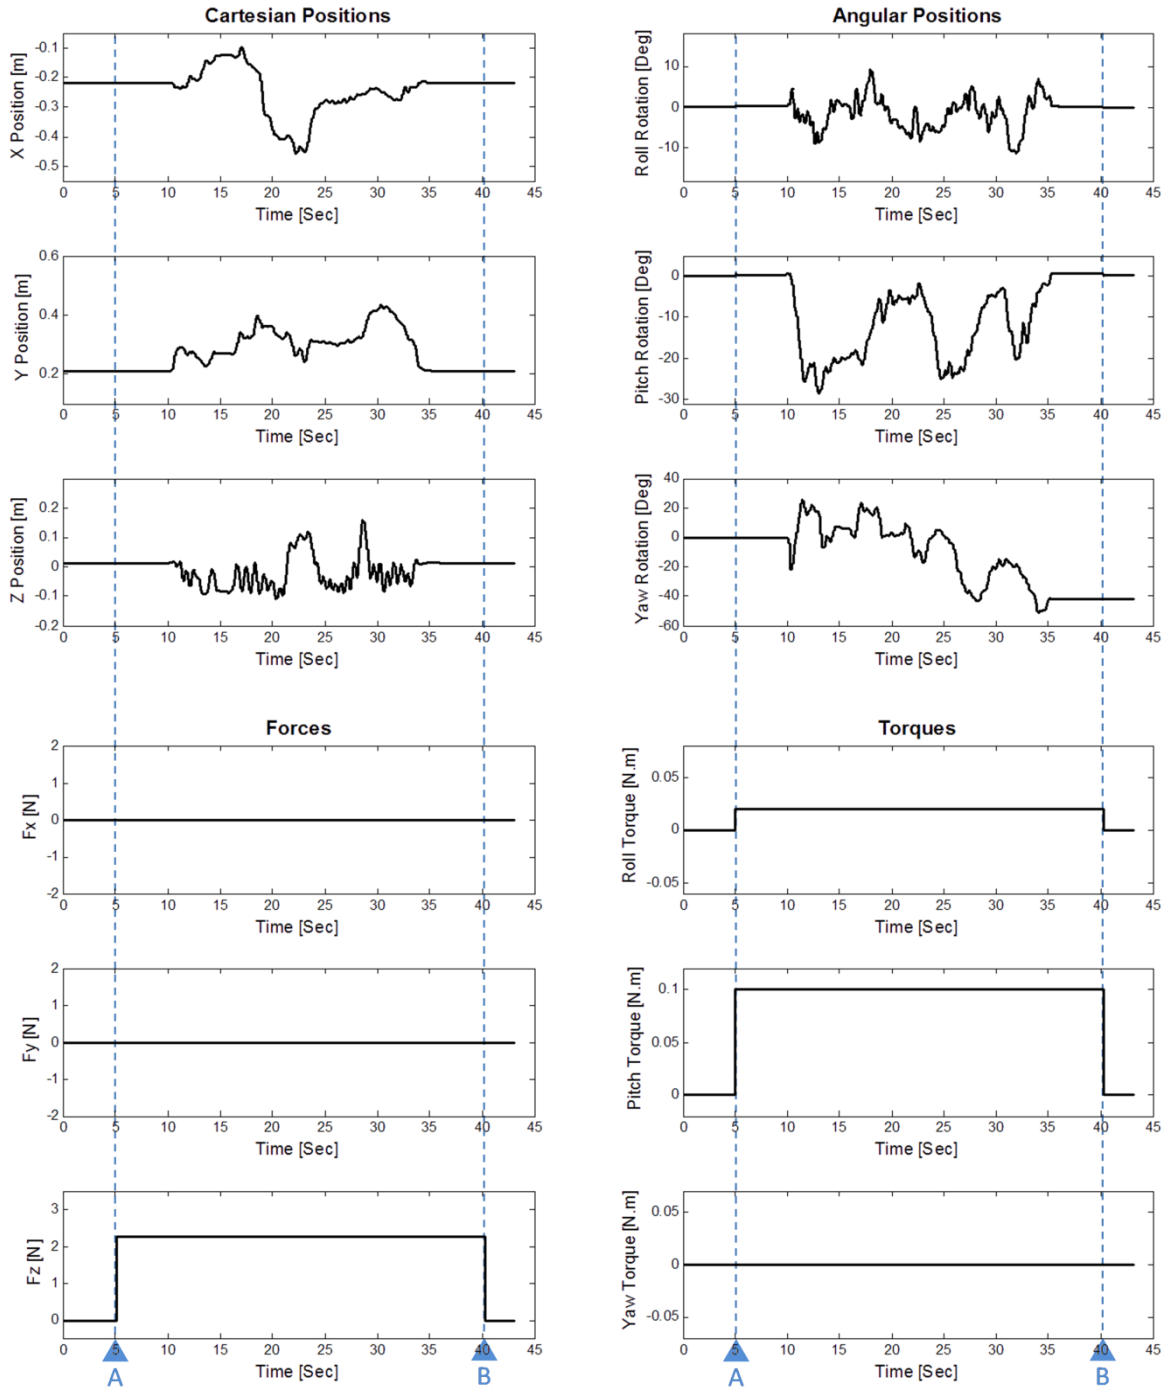 Cartesian Positions
-0.1
-0.2
-0.3
-0.4
-0.5
X Position [m]
0 5 10 15 20 25 30 35 40 45
Time [Sec]
0.6
0.4
0.2
Y Position [m]
0 5 10 15 20 25 30 35 40 45
Time [Sec]
0.2
0.1
0
-0.1
-0.2
Z Position [m]
0 5 10 15 20 25 30 35 40 45
Time [Sec]
Forces
2
1
0
-1
-2
Fx [N]
0 5 10 15 20 25 30 35 40 45
Time [Sec]
2
1
0
-1
-2
Fy [N]
0 5 10 15 20 25 30 35 40 45
Time [Sec]
3
2
1
0
Fz [N]
0 5 10 15 20 25 30 35 40 45
Time [Sec]
A B
Angular Positions
10
0
-10
Roll Rotation [Deg]
0 5 10 15 20 25 30 35 40 45
Time [Sec]
0
-10
-20
-30
Pitch Rotation [Deg]
0 5 10 15 20 25 30 35 40 45
Time [Sec]
40
20
0
-20
-40
-60
Yaw Rotation [Deg]
0 5 10 15 20 25 30 35 40 45
Time [Sec]
Torques
0.05
0
-0.05
Roll Torque [N.m]
0 5 10 15 20 25 30 35 40 45
Time [Sec]
0.1
0.05
0
Pitch Torque [N.m]
0 5 10 15 20 25 30 35 40 45
Time [Sec]
0.05
0
-0.05
Yaw Torque [N.m]
0 5 10 15 20 25 30 35 40 45
Time [Sec]
A B